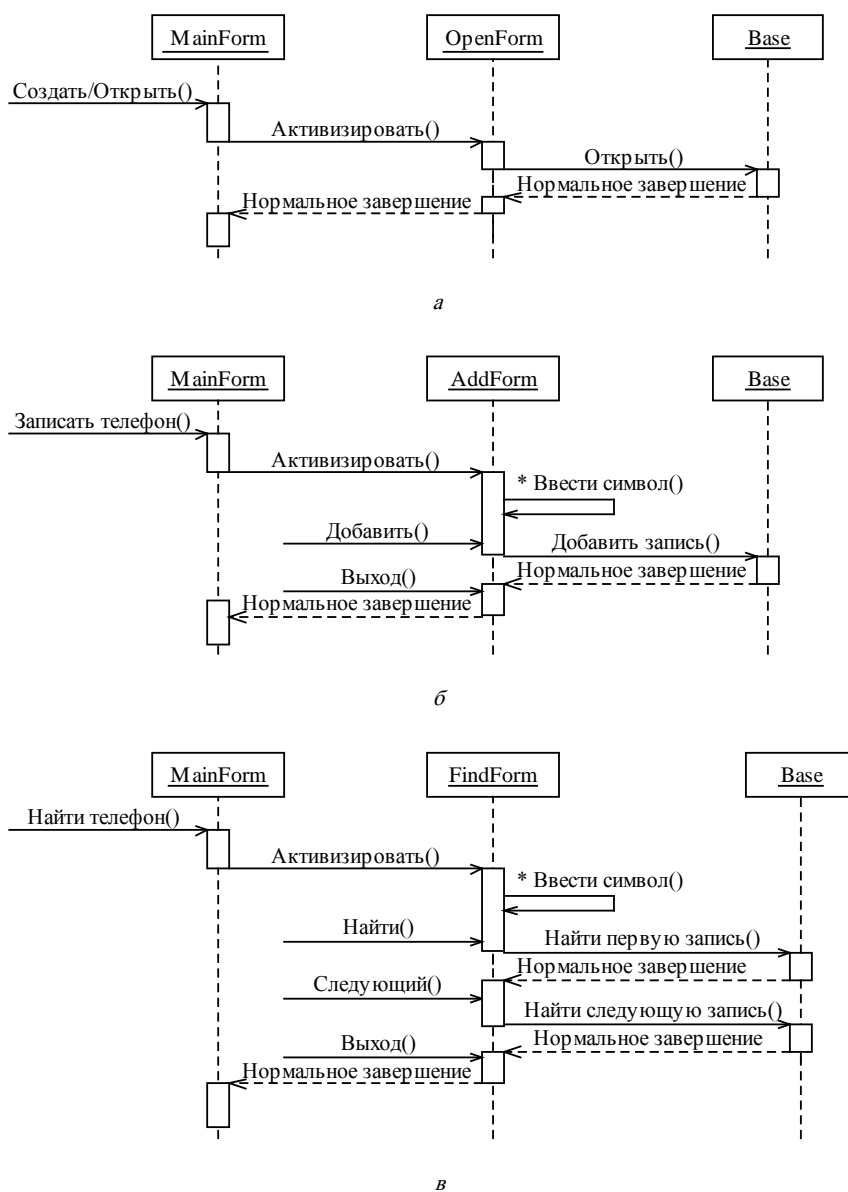 MainForm
OpenForm
Base
Создать/Открыть()
Активизировать()
Открыть()
Нормальное завершение
Нормальное завершение
а
MainForm
AddForm
Base
Записать телефон()
Активизировать()
* Ввести символ()
Добавить()
Добавить запись()
Нормальное завершение
Выход()
Нормальное завершение
б
MainForm
FindForm
Base
Найти телефон()
Активизировать()
* Ввести символ()
Найти()
Найти первую запись()
Нормальное завершение
Следующий()
Найти следующую запись()
Нормальное завершение
Выход()
Нормальное завершение
в